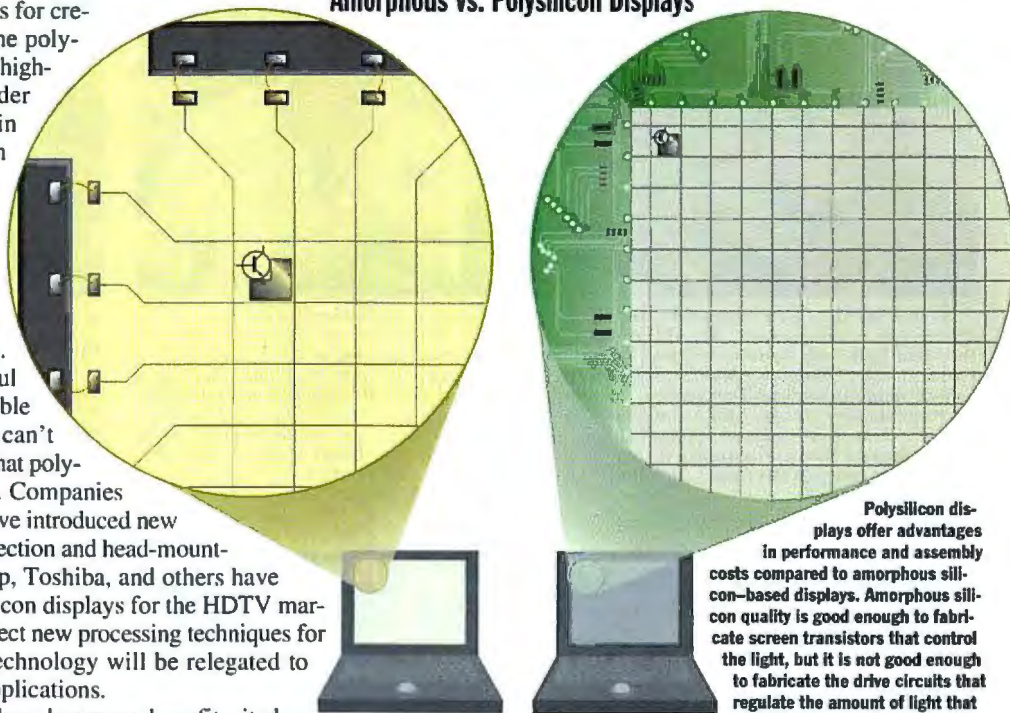 Amorphous vs. Polysilicon Displays
s for cre-
ne poly-
high-
der
in
n
.
ul
ble
can't
hat poly-
. Companies
ve introduced new
ection and head-mount-
p, Toshiba, and others have
con displays for the HDTV mar-
ect new processing techniques for
echnology will be relegated to
plications.
Polysilicon dis-
plays offer advantages
in performance and assembly
costs compared to amorphous sili-
con–based displays. Amorphous sili-
con quality is good enough to fabri-
cate screen transistors that control
the light, but it is not good enough
to fabricate the drive circuits that
regulate the amount of light that